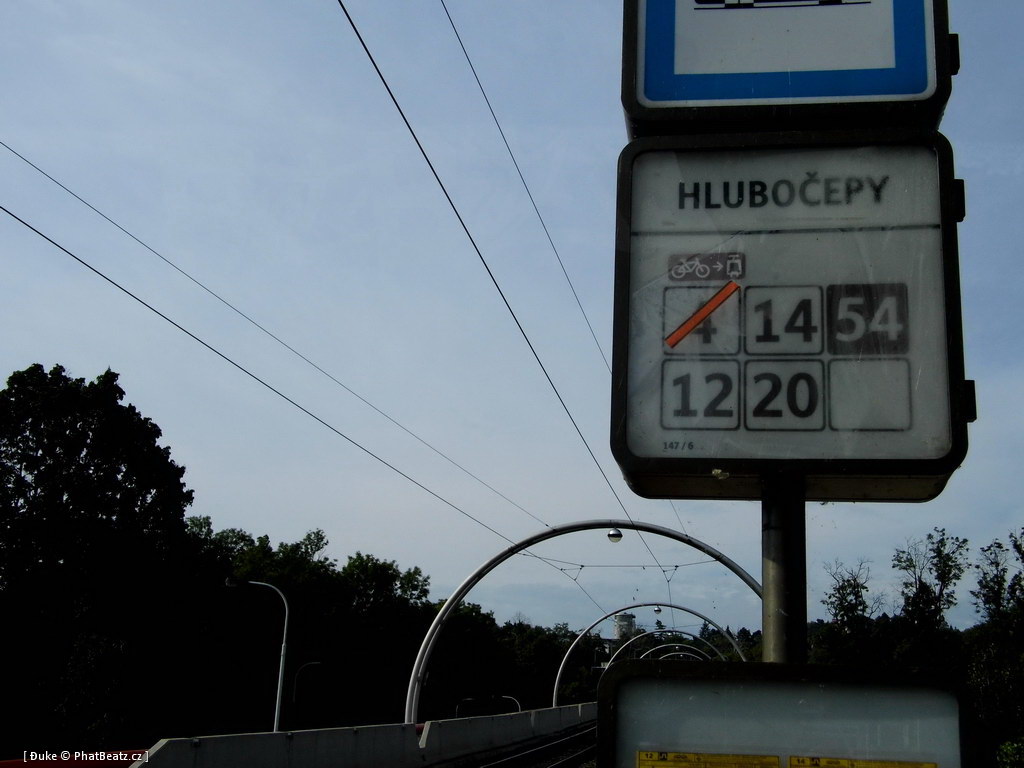 HLUBOČEPY
4 14 54
12 20
147 / 6
[ Đuke © PhatBeatz.cz ]